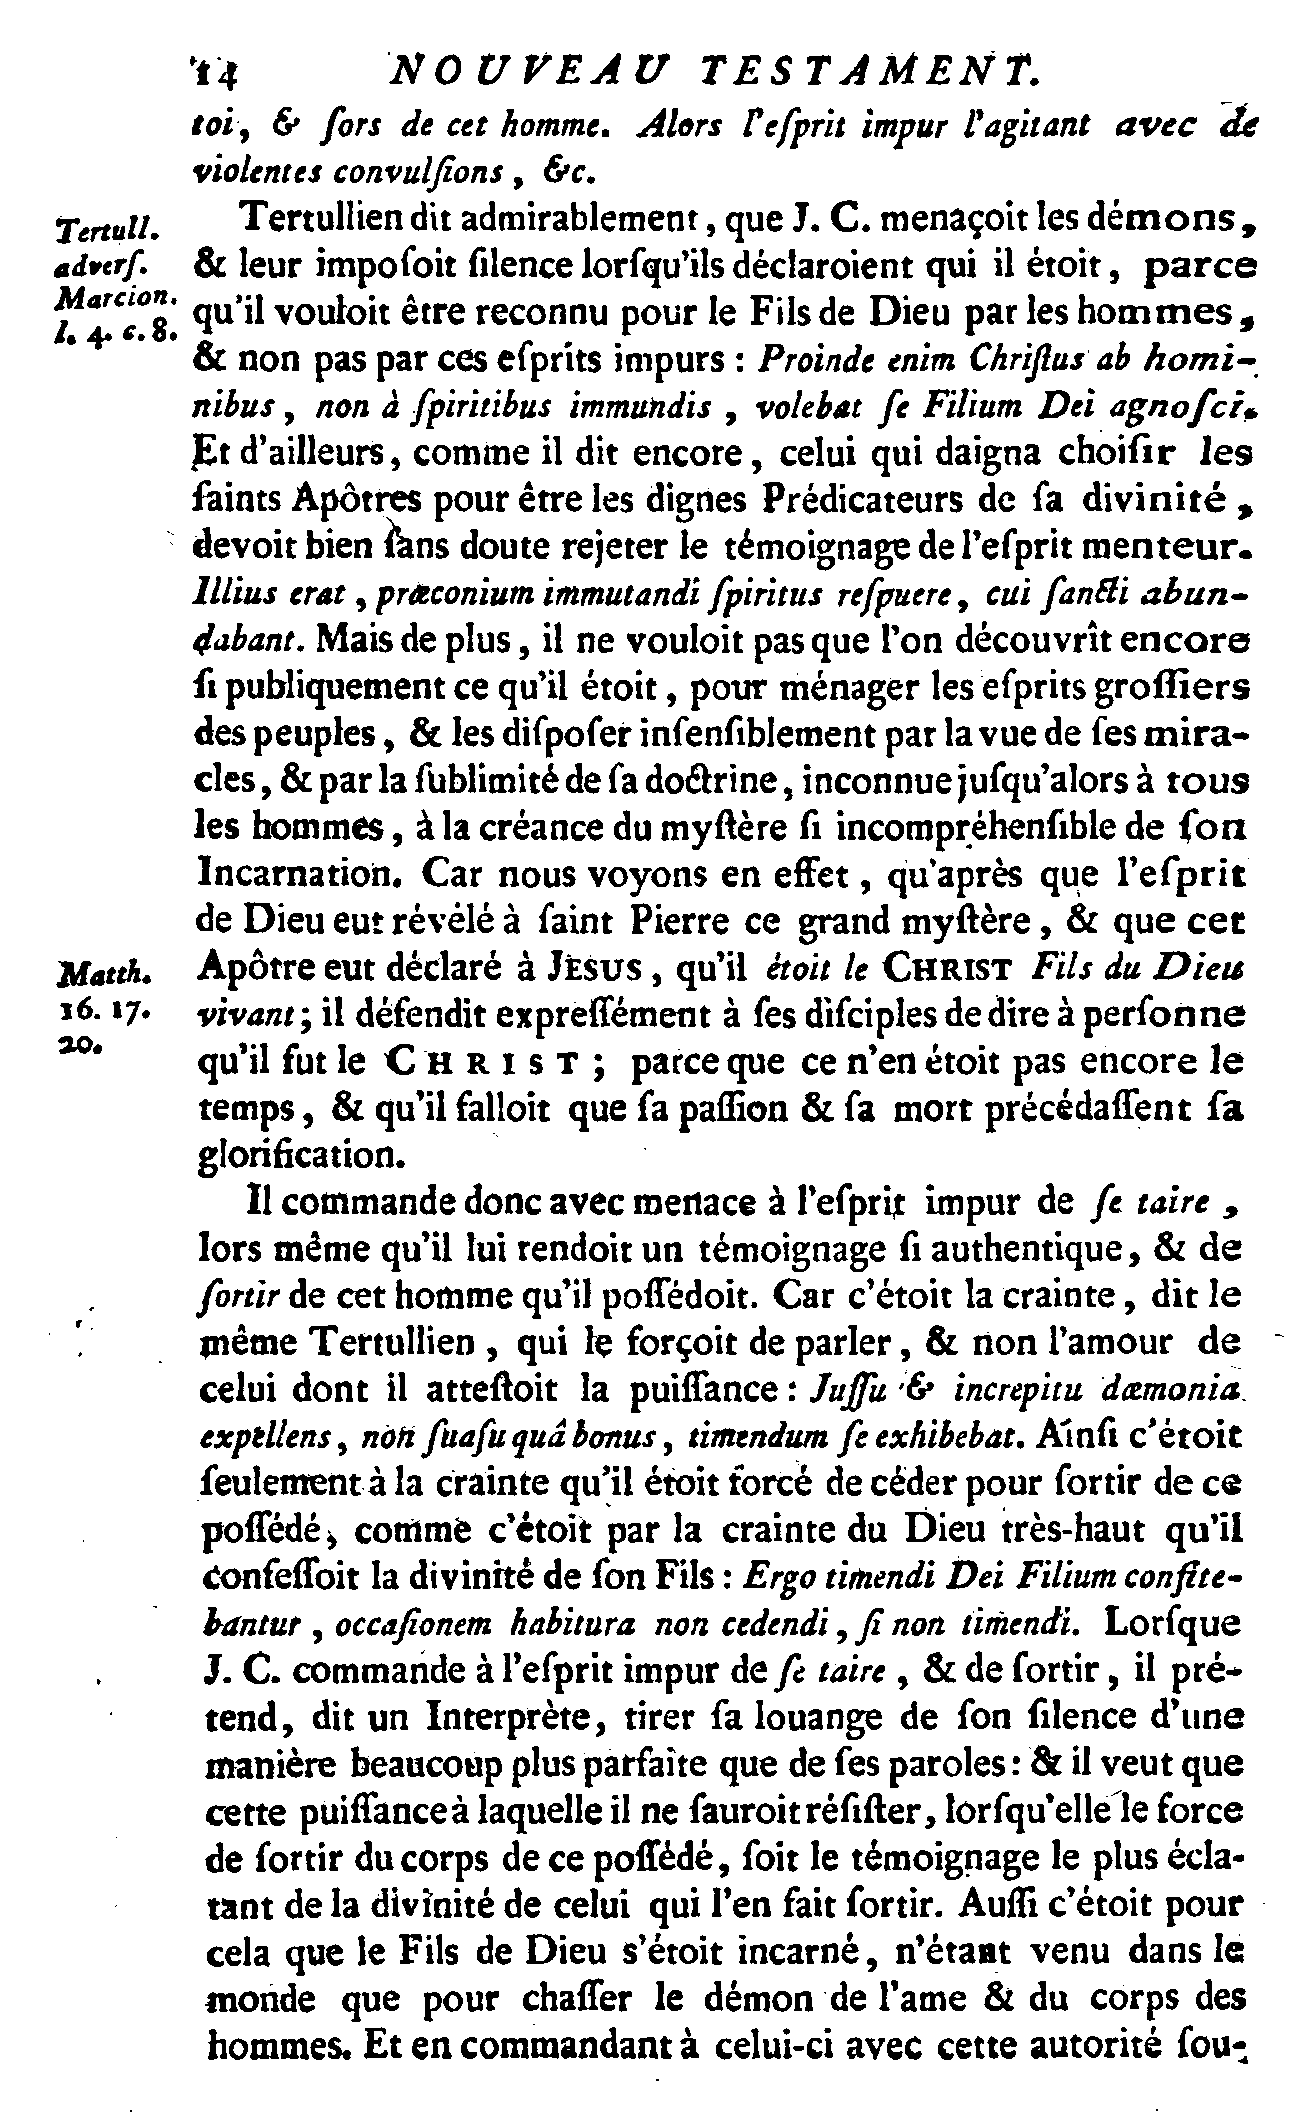 14 NOUVEAU TESTAMENT.
toi, & ſors de cet homme. Alors l'eſprit impur l'agitant avec de
violentes convulſions, &c.
Tertullien dit admirablement, que J. C. menaçoit les démons,
Tertull.
adverſ.
Marcion.
l. 4. c. 8.
& leur impoſoit ſilence lorſqu'ils déclaroient qui il étoit, parce
qu'il vouloit être reconnu pour le Fils de Dieu par les hommes,
& non pas par ces eſprits impurs : Proinde enim Chriſtus ab homi-
nibus, non à ſpiritibus immundis, volebat ſe Filium Dei agnoſci.
Et d'ailleurs, comme il dit encore, celui qui daigna choiſir les
ſaints Apôtres pour être les dignes Prédicateurs de ſa divinité,
devoit bien ſans doute rejeter le témoignage de l'eſprit menteur.
Illius erat, præconium immutandi ſpiritus reſpuere, cui ſancti abun-
dabant. Mais de plus, il ne vouloit pas que l'on découvrît encore
ſi publiquement ce qu'il étoit, pour ménager les eſprits groſſiers
des peuples, & les diſpoſer inſenſiblement par la vue de ſes mira-
cles, & par la ſublimité de ſa doctrine, inconnue juſqu'alors à tous
les hommes, à la créance du myſtère ſi incompréhenſible de ſon
Incarnation. Car nous voyons en effet, qu'après que l'eſprit
de Dieu eut révélé à ſaint Pierre ce grand myſtère, & que cet
Matth.
16. 17.
20.
Apôtre eut déclaré à JESUS, qu'il étoit le CHRIST Fils du Dieu
vivant; il défendit expreſſément à ſes diſciples de dire à perſonne
qu'il fut le CHRIST; parce que ce n'en étoit pas encore le
temps, & qu'il falloit que ſa paſſion & ſa mort précédaſſent ſa
glorification.
Il commande donc avec menace à l'eſprit impur de ſe taire,
lors même qu'il lui rendoit un témoignage ſi authentique, & de
ſortir de cet homme qu'il poſſédoit. Car c'étoit la crainte, dit le
même Tertullien, qui le forçoit de parler, & non l'amour de
celui dont il atteſtoit la puiſſance : Juſſu & increpitu dæmonia
expellens, non ſuaſu quâ bonus, timendum ſe exhibebat. Ainſi c'étoit
ſeulement à la crainte qu'il étoit forcé de céder pour ſortir de ce
poſſédé, comme c'étoit par la crainte du Dieu très-haut qu'il
confeſſoit la divinité de ſon Fils : Ergo timendi Dei Filium confite-
bantur, occaſionem habitura non cedendi, ſi non timendi. Lorſque
J. C. commande à l'eſprit impur de ſe taire, & de ſortir, il pré-
tend, dit un Interprète, tirer ſa louange de ſon ſilence d'une
manière beaucoup plus parfaite que de ſes paroles : & il veut que
cette puiſſance à laquelle il ne ſauroit réſiſter, lorſqu'elle le force
de ſortir du corps de ce poſſédé, ſoit le témoignage le plus écla-
tant de la divinité de celui qui l'en fait ſortir. Auſſi c'étoit pour
cela que le Fils de Dieu s'étoit incarné, n'étant venu dans le
monde que pour chaſſer le démon de l'ame & du corps des
hommes. Et en commandant à celui-ci avec cette autorité ſou-